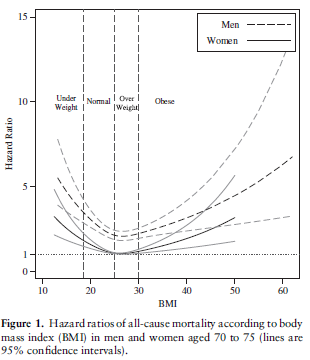 15
Men
Women
10
Under
Weight
Normal
Over
Weight
Obese
Hazard Ratio
5
1
0
10
20
30
40
50
60
BMI
Figure 1. Hazard ratios of all-cause mortality according to body
mass index (BMI) in men and women aged 70 to 75 (lines are
95% confidence intervals).